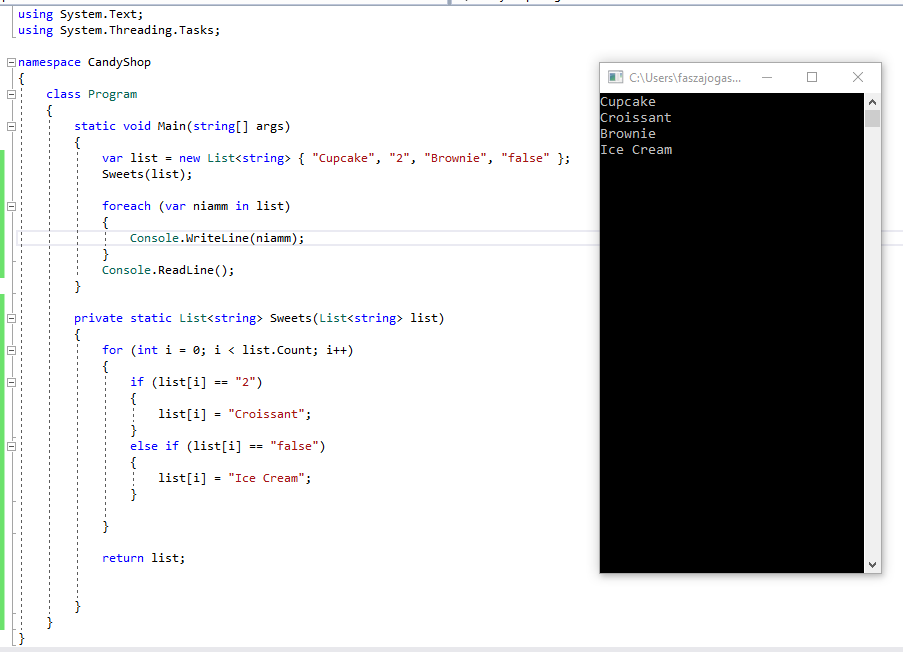 using System.Text;
using System.Threading.Tasks;
namespace CandyShop
{
class Program
{
static void Main(string[] args)
{
var list = new List<string> { "Cupcake", "2", "Brownie", "false" };
Sweets(list);
foreach (var niamm in list)
{
Console.WriteLine(niamm);
}
Console.ReadLine();
}
private static List<string> Sweets(List<string> list)
{
for (int i = 0; i < list.Count; i++)
{
if (list[i] == "2")
{
list[i] = "Croissant";
}
else if (list[i] == "false")
{
list[i] = "Ice Cream";
}
}
return list;
}
}
}
C:\Users\faszajogas...
Cupcake
Croissant
Brownie
Ice Cream